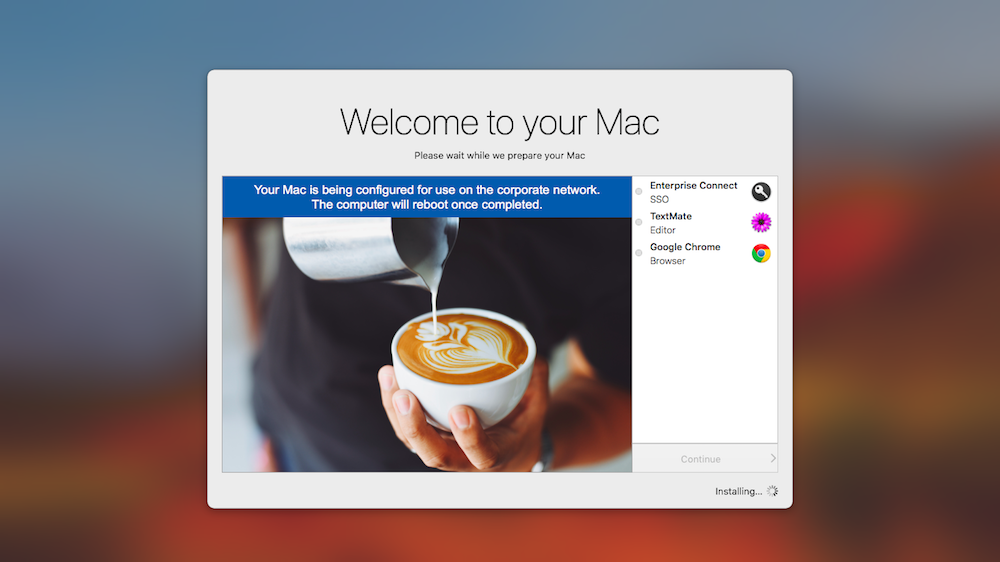 Welcome to your Mac
Please wait while we prepare your Mac
Your Mac is being configured for use on the corporate network.
The computer will reboot once completed.
Enterprise Connect
SSO
TextMate
Editor
Google Chrome
Browser
Continue
Installing...